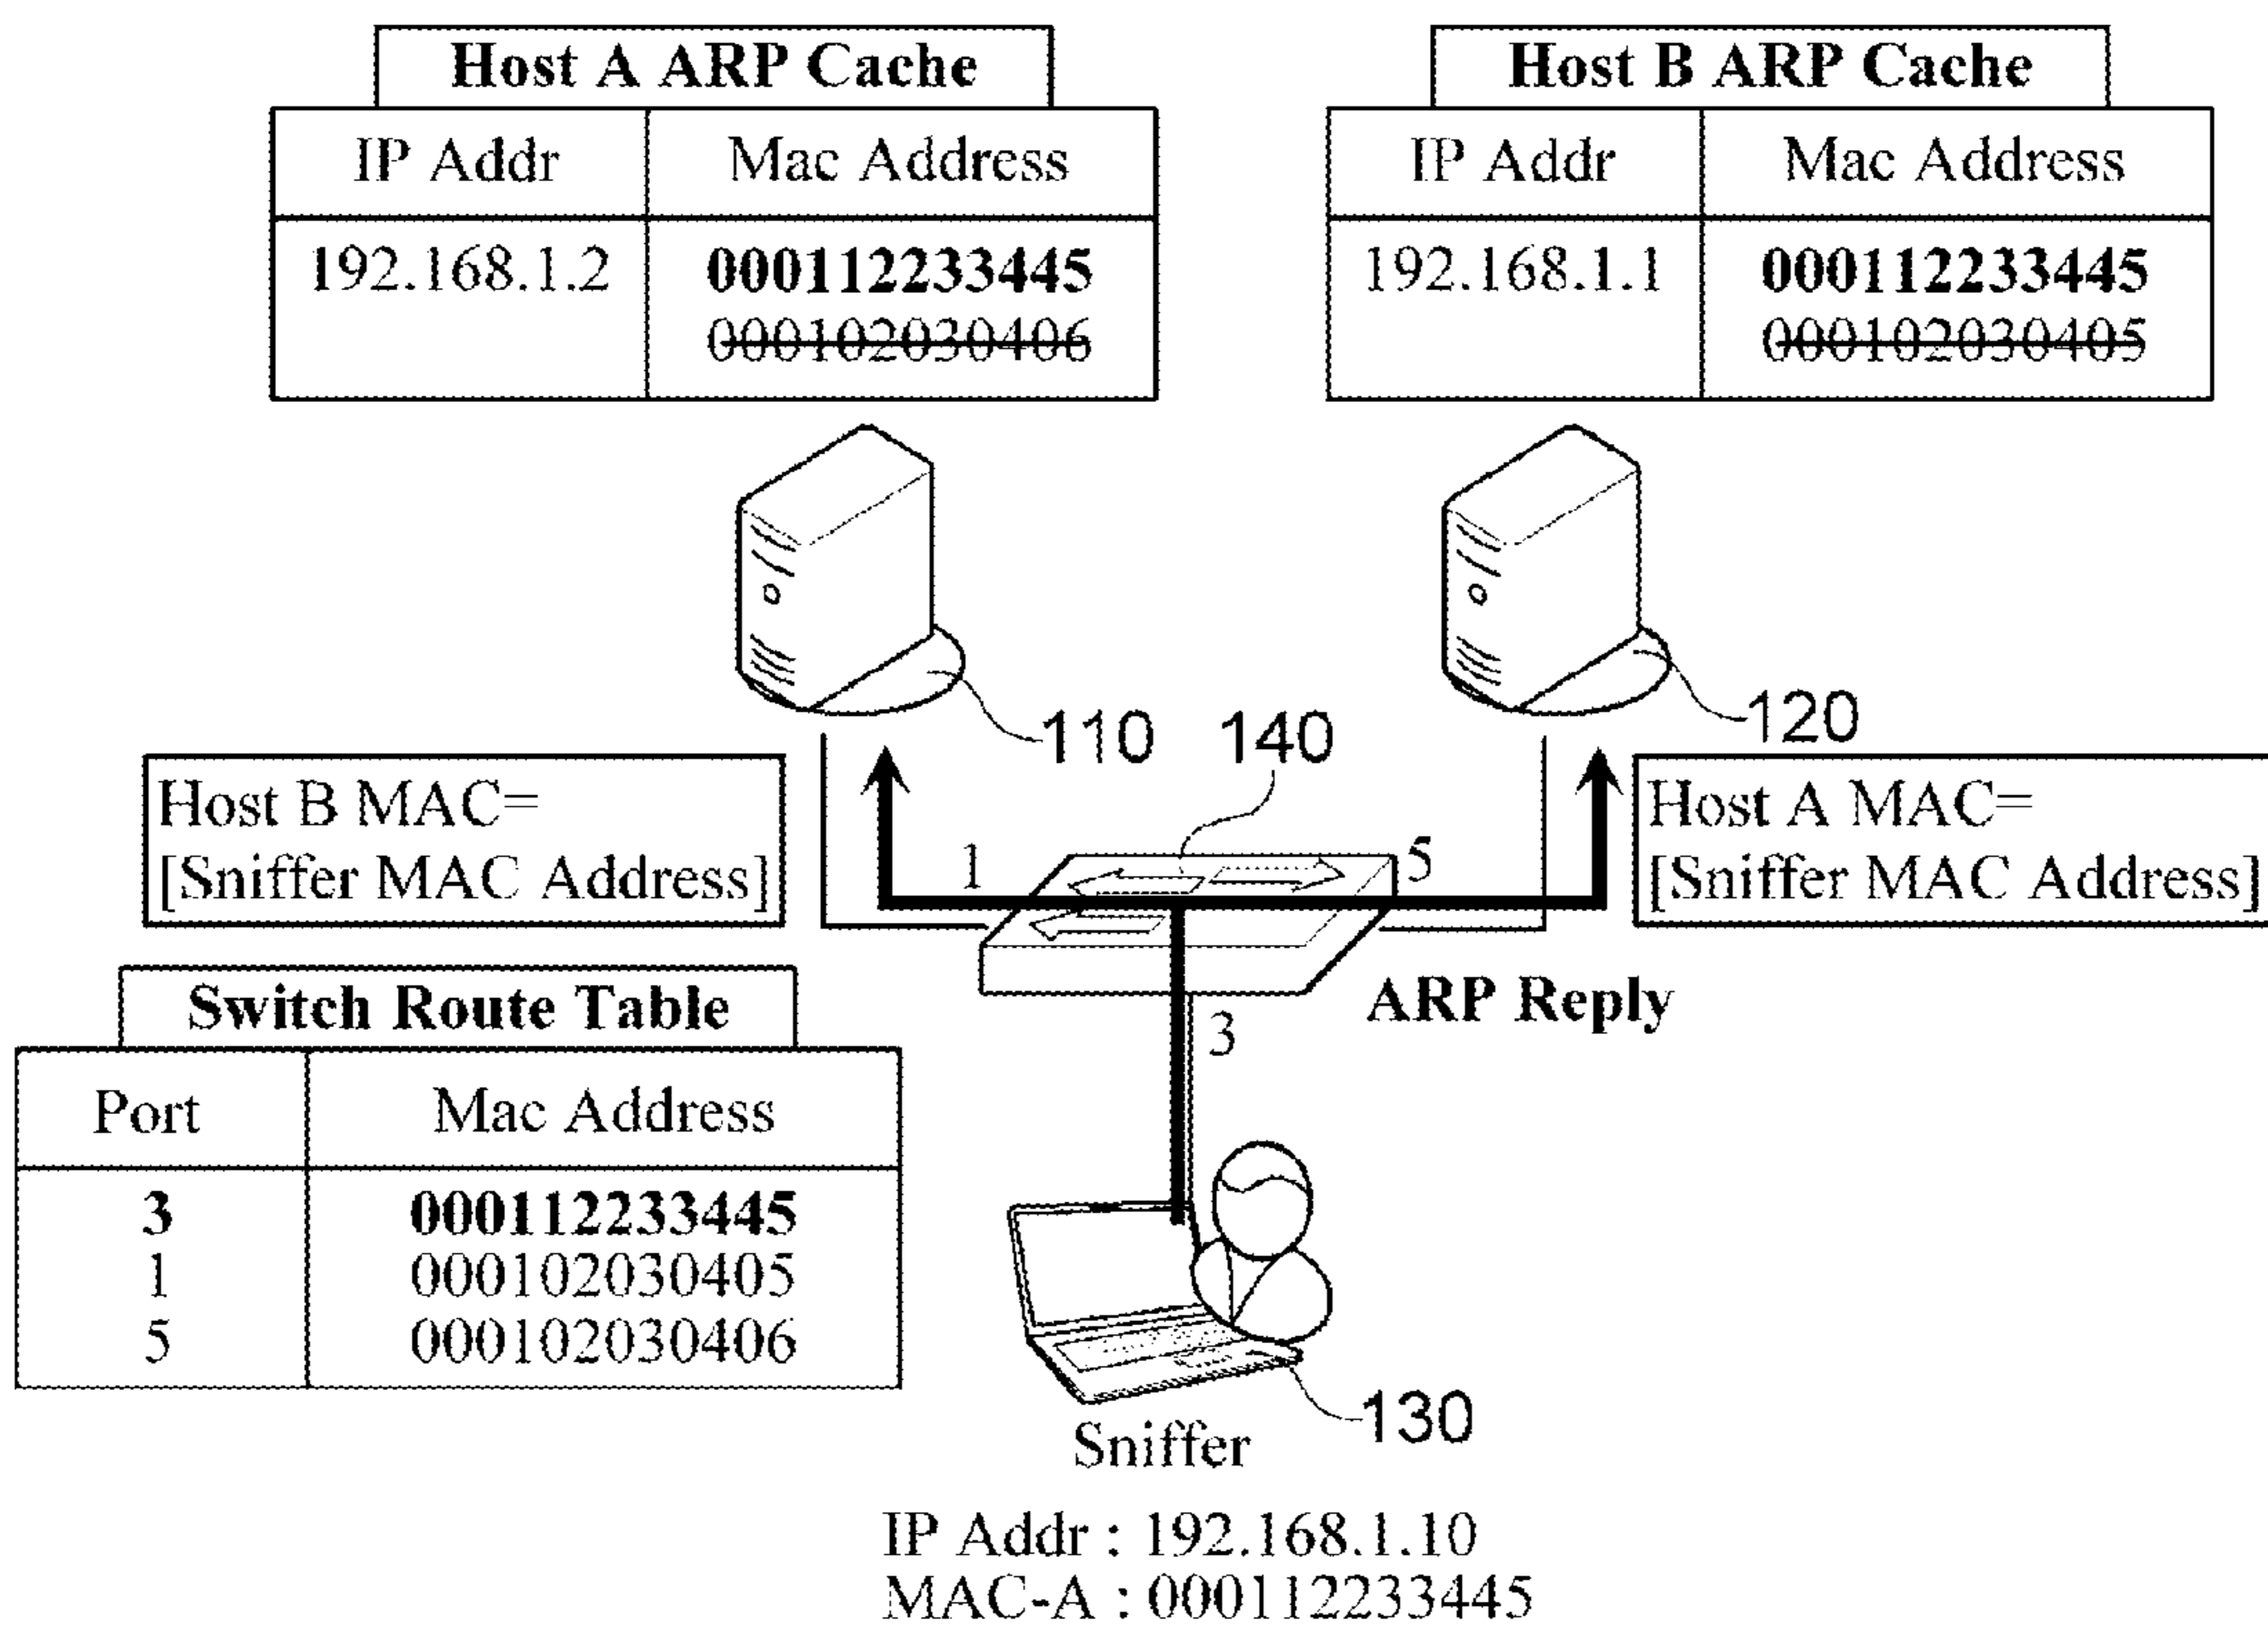 Host A ARP Cache
IP Addr Mac Address
192.168.1.2 000112233445
000102030406
Host B ARP Cache
IP Addr Mac Address
192.168.1.1 000112233445
000102030405
110
140
120
Host B MAC=
[Sniffer MAC Address]
1
5
Host A MAC=
[Sniffer MAC Address]
ARP Reply
3
Switch Route Table
Port Mac Address
3 000112233445
1 000102030405
5 000102030406
130
Sniffer
IP Addr : 192.168.1.10
MAC-A : 000112233445